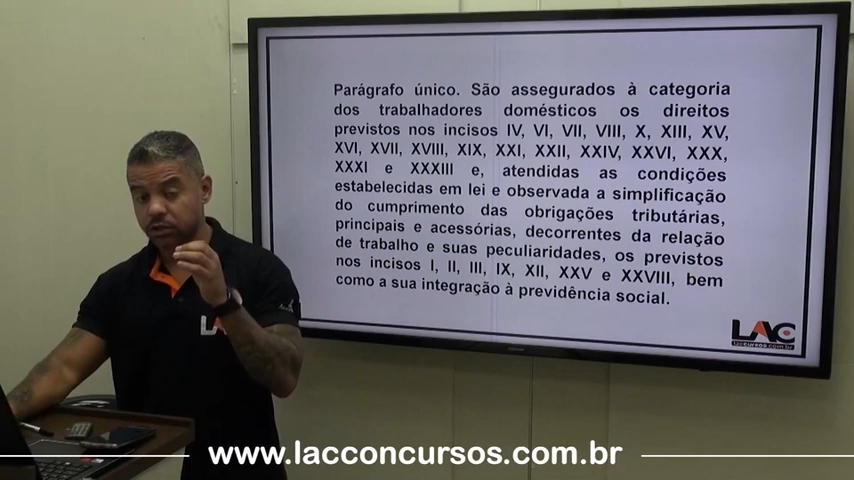 Parágrafo único. São assegurados à categoria
dos trabalhadores domésticos os direitos
previstos nos incisos IV, VI, VII, VIII, X, XIII, XV,
XVI, XVII, XVIII, XIX, XXI, XXII, XXIV, XXVI, XXX,
XXXI e XXXIII e, atendidas as condições
estabelecidas em lei e observada a simplificação
do cumprimento das obrigações tributárias,
principais e acessórias, decorrentes da relação
de trabalho e suas peculiaridades, os previstos
nos incisos I, II, III, IX, XII, XXV e XXVIII, bem
como a sua integração à previdência social.
LAC
laccursos.com.br
www.lacconcursos.com.br